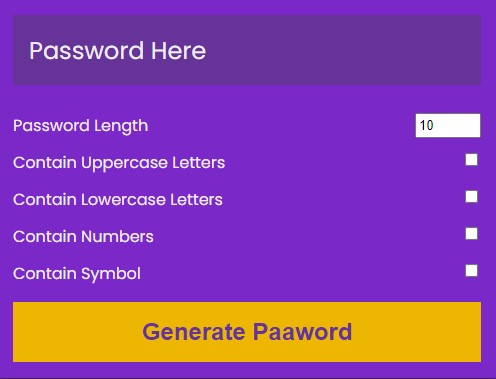 Password Here
Password Length 10
Contain Uppercase Letters
Contain Lowercase Letters
Contain Numbers
Contain Symbol
Generate Paaword